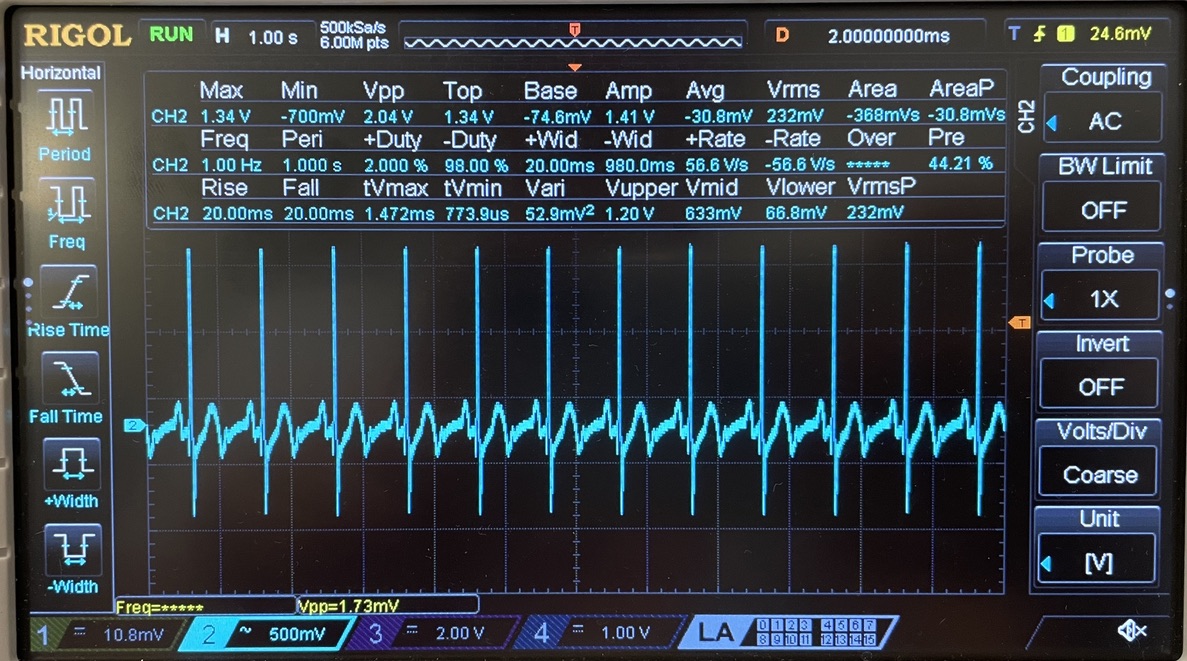 RIGOL RUN H 1.00 s 500kSa/s 6.00M pts T D 2.00000000ms T 1 24.6mV
Horizontal
Period
Freq
Rise Time
Fall Time
+Width
-Width
Max Min Vpp Top Base Amp Avg Vrms Area AreaP
CH2 1.34 V -700mV 2.04 V 1.34 V -74.6mV 1.41 V -30.8mV 232mV -368mVs -30.8mVs
Freq Peri +Duty -Duty +Wid -Wid +Rate -Rate Over Pre
CH2 1.00 Hz 1.000 s 2.000 % 98.00 % 20.00ms 980.0ms 56.6 V/s -56.6 V/s ***** 44.21 %
Rise Fall tVmax tVmin Vari Vupper Vmid Vlower VrmsP
CH2 20.00ms 20.00ms 1.472ms 773.9us 52.9mV² 1.20 V 633mV 66.8mV 232mV
2
T
CH2
Coupling
AC
BW Limit
OFF
Probe
1X
Invert
OFF
Volts/Div
Coarse
Unit
[V]
Freq=***** Vpp=1.73mV
1 = 10.8mV 2 ~ 500mV 3 = 2.00 V 4 = 1.00 V LA 0 1 2 3 4 5 6 7
8 9 10 11 12 13 14 15